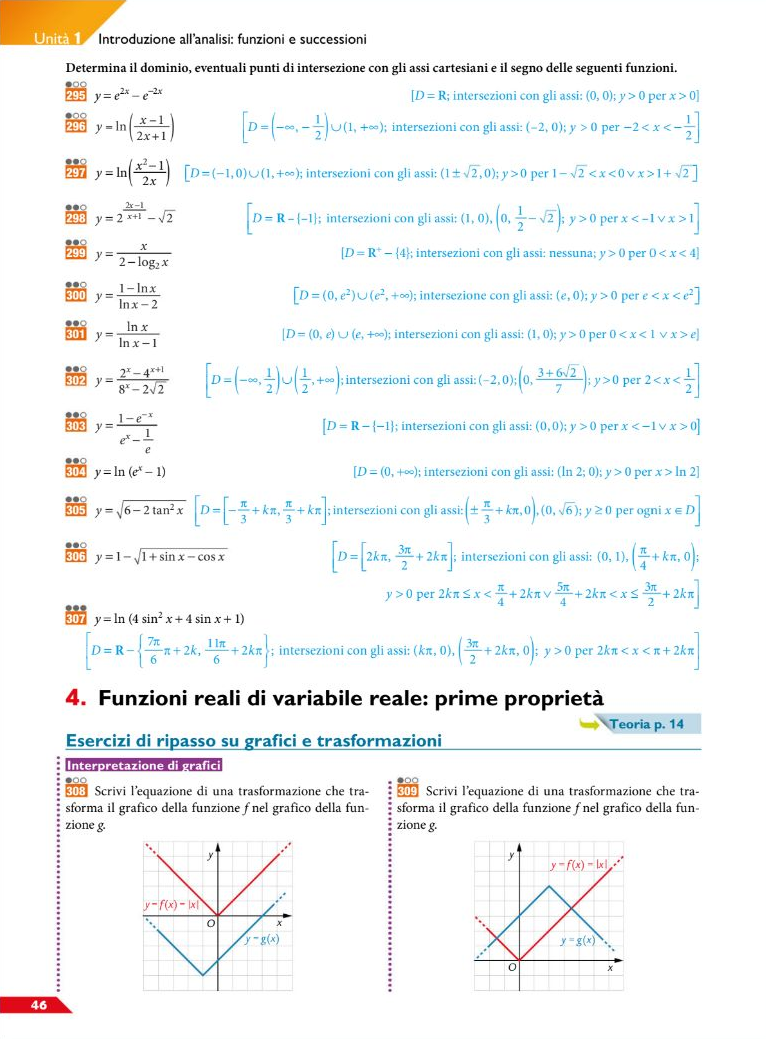 Unità 1 Introduzione all'analisi: funzioni e successioni
Determina il dominio, eventuali punti di intersezione con gli assi cartesiani e il segno delle seguenti funzioni.
295 y = e^{2x} − e^{−2x} [D = R; intersezioni con gli assi: (0, 0); y > 0 per x > 0]
296 y = ln((x−1)/(2x+1)) [D = (−∞, −1/2) ∪ (1, +∞); intersezioni con gli assi: (−2, 0); y > 0 per −2 < x < −1/2]
297 y = ln((x²−1)/(2x)) [D = (−1, 0) ∪ (1, +∞); intersezioni con gli assi: (1 ± √2, 0); y > 0 per 1 − √2 < x < 0 ∨ x > 1 + √2]
298 y = 2^{(2x−1)/(x+1)} − √2 [D = R − {−1}; intersezioni con gli assi: (1, 0), (0, 1/2 − √2); y > 0 per x < −1 ∨ x > 1]
299 y = x/(2 − log₂ x) [D = R⁺ − {4}; intersezioni con gli assi: nessuna; y > 0 per 0 < x < 4]
300 y = (1 − ln x)/(ln x − 2) [D = (0, e²) ∪ (e², +∞); intersezione con gli assi: (e, 0); y > 0 per e < x < e²]
301 y = ln x/(ln x − 1) [D = (0, e) ∪ (e, +∞); intersezioni con gli assi: (1, 0); y > 0 per 0 < x < 1 ∨ x > e]
302 y = (2^x − 4^{x+1})/(8^x − 2√2) [D = (−∞, 1/2) ∪ (1/2, +∞); intersezioni con gli assi: (−2, 0); (0, (3+6√2)/7); y > 0 per 2 < x < 1/2]
303 y = (1 − e^{−x})/(e^x − 1/e) [D = R − {−1}; intersezioni con gli assi: (0, 0); y > 0 per x < −1 ∨ x > 0]
304 y = ln (e^x − 1) [D = (0, +∞); intersezioni con gli assi: (ln 2; 0); y > 0 per x > ln 2]
305 y = √(6 − 2 tan² x) [D = [−π/3 + kπ, π/3 + kπ]; intersezioni con gli assi: (± π/3 + kπ, 0), (0, √6); y ≥ 0 per ogni x ∈ D]
306 y = 1 − √(1 + sin x − cos x) [D = [2kπ, 3π/2 + 2kπ]; intersezioni con gli assi: (0, 1), (π/4 + kπ, 0);
y > 0 per 2kπ ≤ x < π/4 + 2kπ ∨ 5π/4 + 2kπ < x ≤ 3π/2 + 2kπ]
307 y = ln (4 sin² x + 4 sin x + 1)
[D = R − {7π/6 π + 2k, 11π/6 + 2kπ}; intersezioni con gli assi: (kπ, 0), (3π/2 + 2kπ, 0); y > 0 per 2kπ < x < π + 2kπ]
4. Funzioni reali di variabile reale: prime proprietà
Teoria p. 14
Esercizi di ripasso su grafici e trasformazioni
Interpretazione di grafici
308 Scrivi l'equazione di una trasformazione che tra-
sforma il grafico della funzione f nel grafico della fun-
zione g.
y
y = f(x) = |x|
O
x
y = g(x)
309 Scrivi l'equazione di una trasformazione che tra-
sforma il grafico della funzione f nel grafico della fun-
zione g.
y
y = f(x) = |x|
y = g(x)
O
x
46